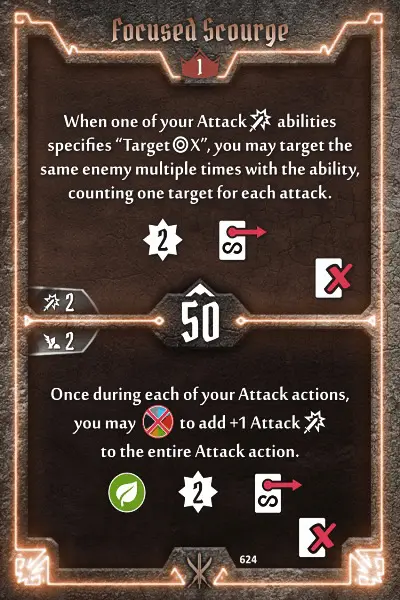 Focused Scourge
1
When one of your Attack abilities
specifies “Target X”, you may target the
same enemy multiple times with the ability,
counting one target for each attack.
2
2
50
2
Once during each of your Attack actions,
you may to add +1 Attack
to the entire Attack action.
2
624